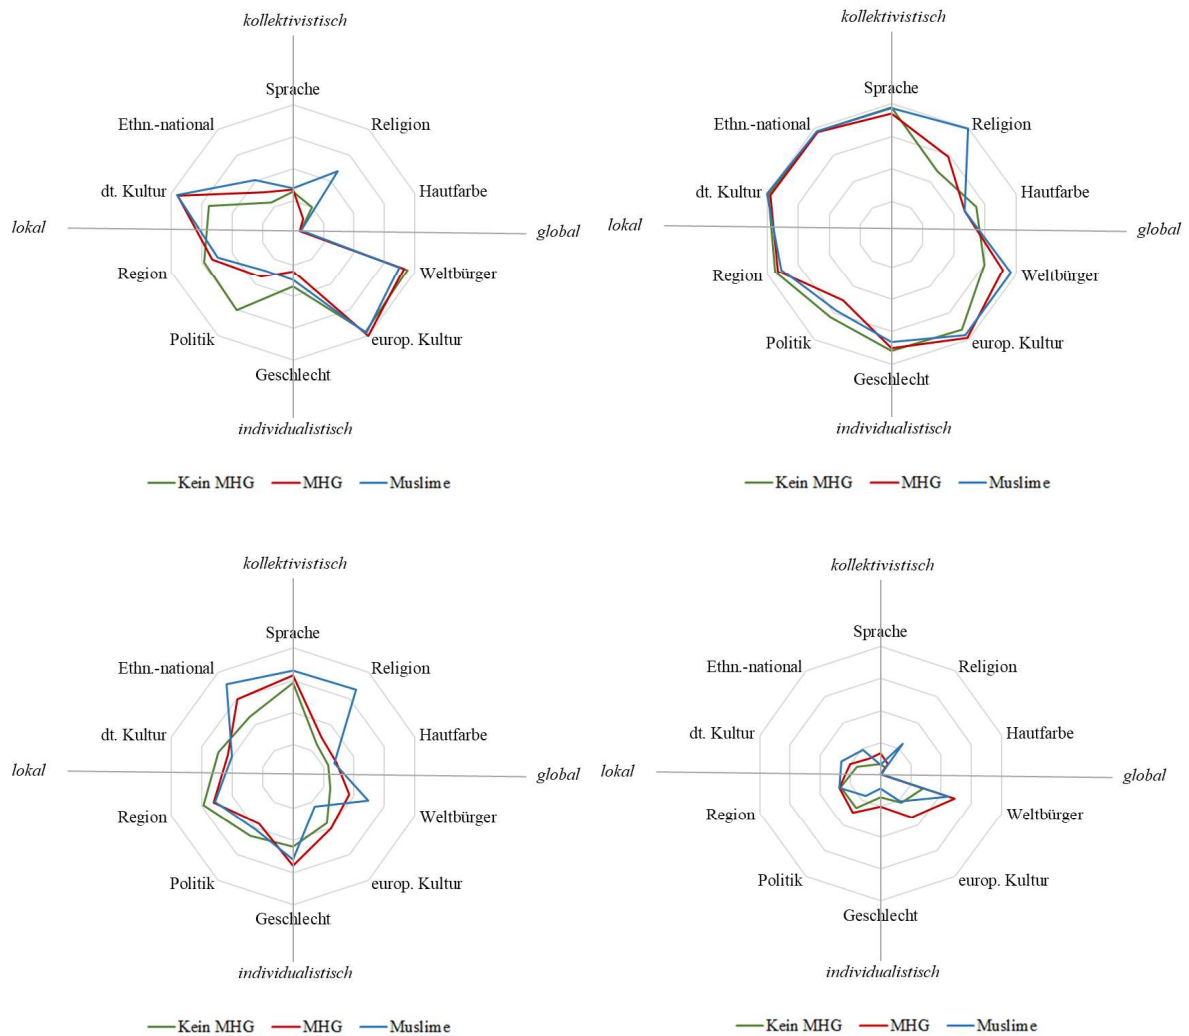 kollektivistisch
Sprache
Ethn.-national
Religion
dt. Kultur
Hautfarbe
lokal
global
Region
Weltbürger
Politik
europ. Kultur
Geschlecht
individualistisch
Kein MHG MHG Muslime
kollektivistisch
Sprache
Ethn.-national
Religion
dt. Kultur
Hautfarbe
lokal
global
Region
Weltbürger
Politik
europ. Kultur
Geschlecht
individualistisch
Kein MHG MHG Muslime
kollektivistisch
Sprache
Ethn.-national
Religion
dt. Kultur
Hautfarbe
lokal
global
Region
Weltbürger
Politik
europ. Kultur
Geschlecht
individualistisch
Kein MHG MHG Muslime
kollektivistisch
Sprache
Ethn.-national
Religion
dt. Kultur
Hautfarbe
lokal
global
Region
Weltbürger
Politik
europ. Kultur
Geschlecht
individualistisch
Kein MHG MHG Muslime